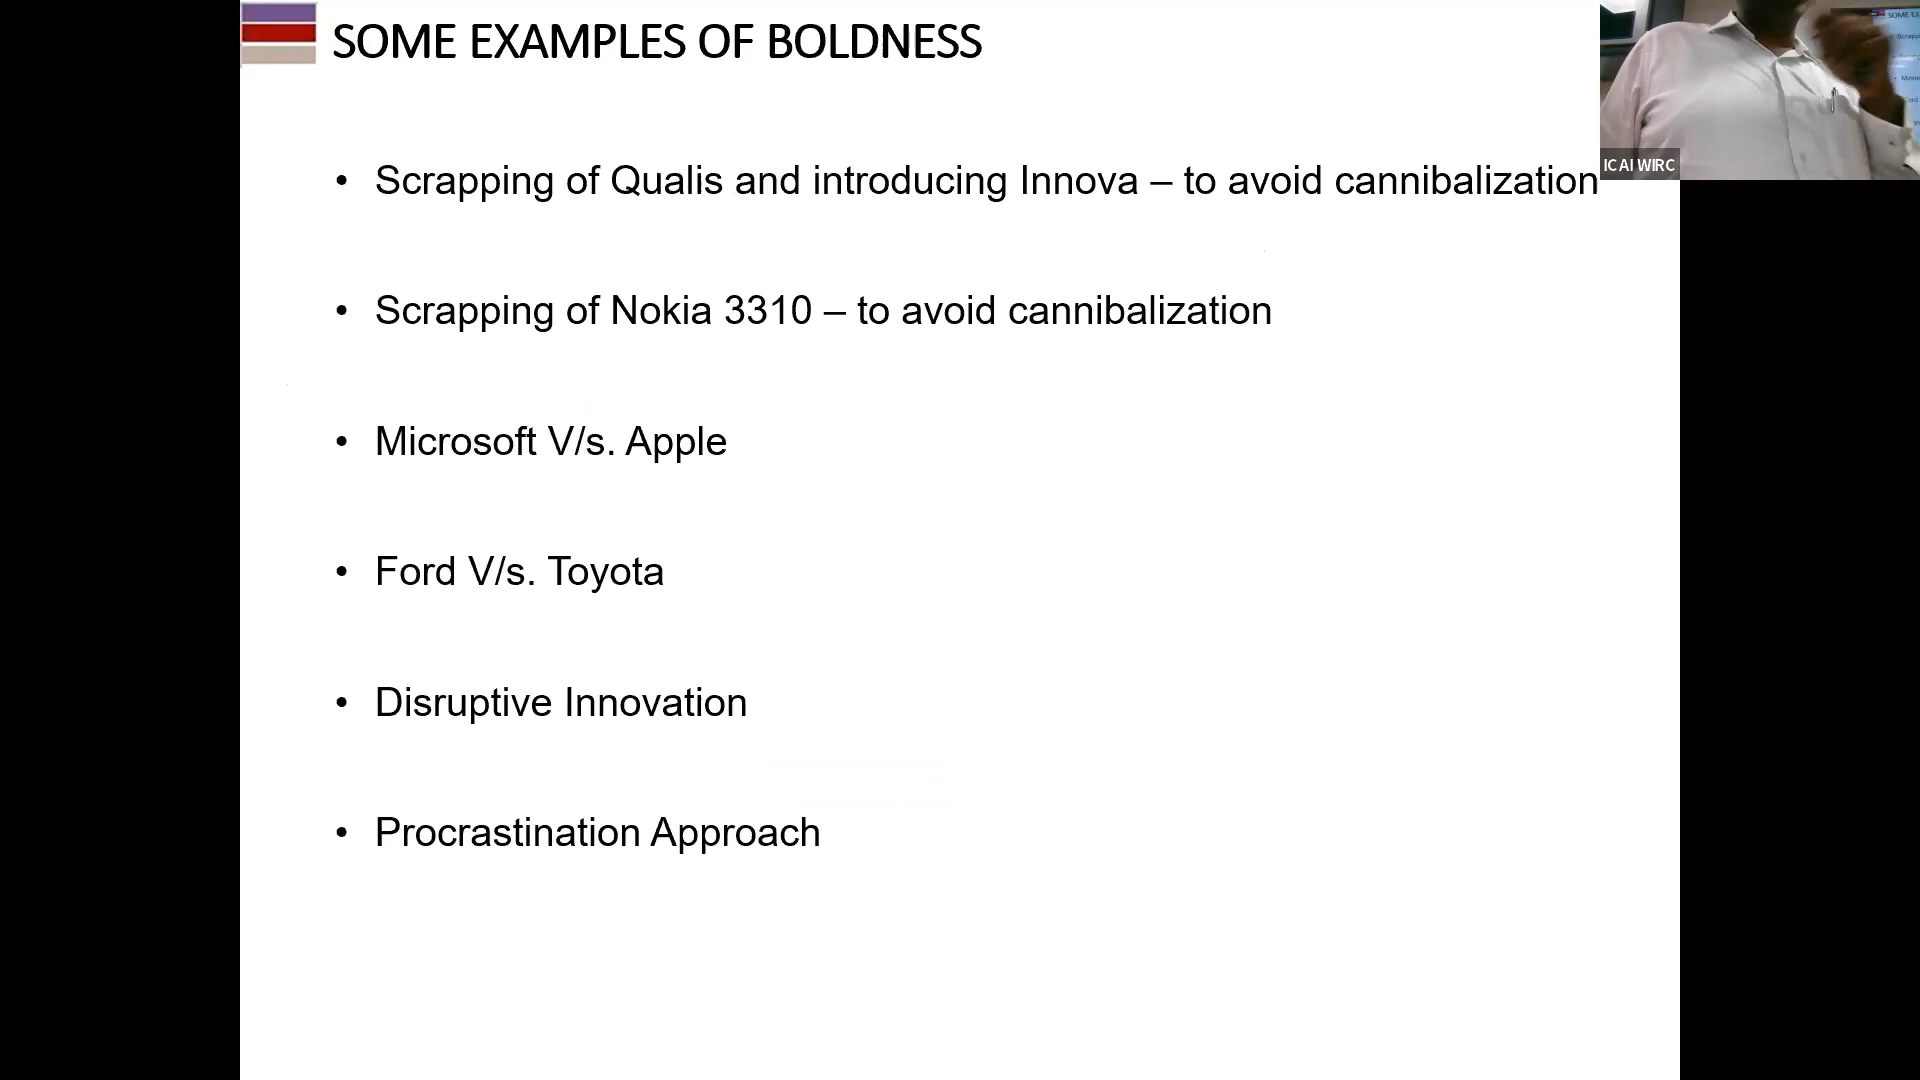 SOME EXAMPLES OF BOLDNESS
ICAI WIRC
• Scrapping of Qualis and introducing Innova – to avoid cannibalization
• Scrapping of Nokia 3310 – to avoid cannibalization
• Microsoft V/s. Apple
• Ford V/s. Toyota
• Disruptive Innovation
• Procrastination Approach